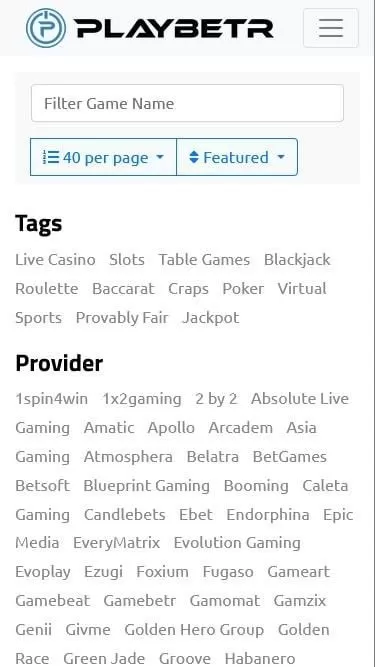 PLAYBETR
Filter Game Name
40 per page Featured
Tags
Live Casino Slots Table Games Blackjack
Roulette Baccarat Craps Poker Virtual
Sports Provably Fair Jackpot
Provider
1spin4win 1x2gaming 2 by 2 Absolute Live
Gaming Amatic Apollo Arcadem Asia
Gaming Atmosphera Belatra BetGames
Betsoft Blueprint Gaming Booming Caleta
Gaming Candlebets Ebet Endorphina Epic
Media EveryMatrix Evolution Gaming
Evoplay Ezugi Foxium Fugaso Gameart
Gamebeat Gamebetr Gamomat Gamzix
Genii Givme Golden Hero Group Golden
Race Green Jade Groove Habanero